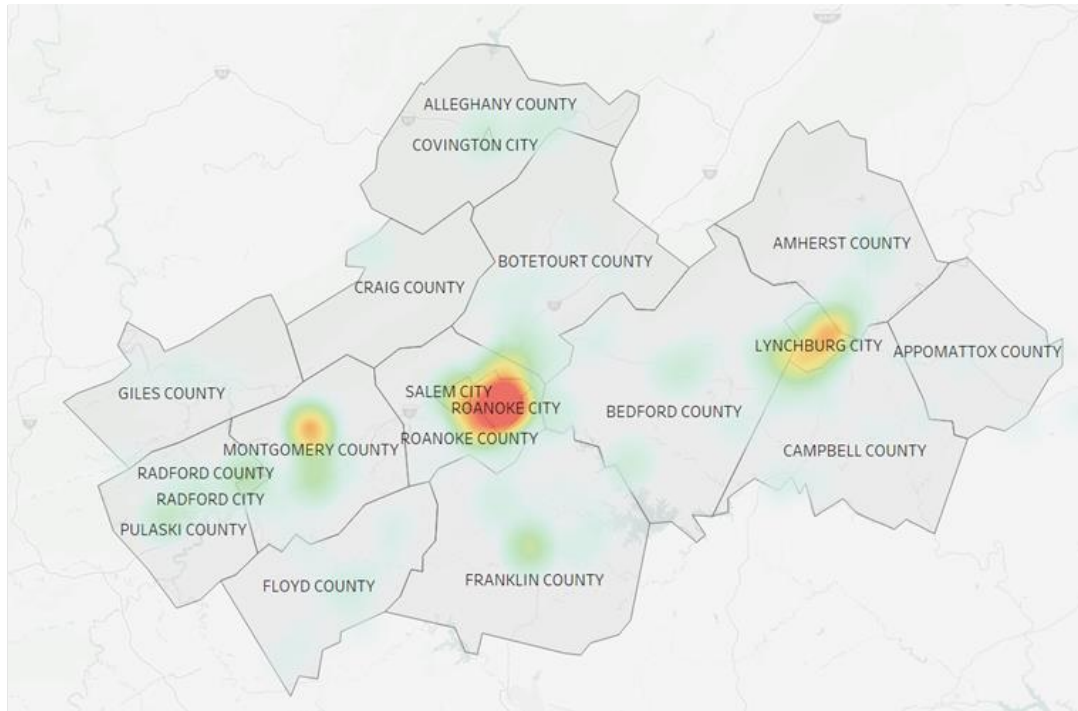 ALLEGHANY COUNTY
COVINGTON CITY
AMHERST COUNTY
BOTETOURT COUNTY
CRAIG COUNTY
LYNCHBURG CITY
APPOMATTOX COUNTY
GILES COUNTY
SALEM CITY
ROANOKE CITY
BEDFORD COUNTY
ROANOKE COUNTY
MONTGOMERY COUNTY
CAMPBELL COUNTY
RADFORD COUNTY
RADFORD CITY
PULASKI COUNTY
FRANKLIN COUNTY
FLOYD COUNTY